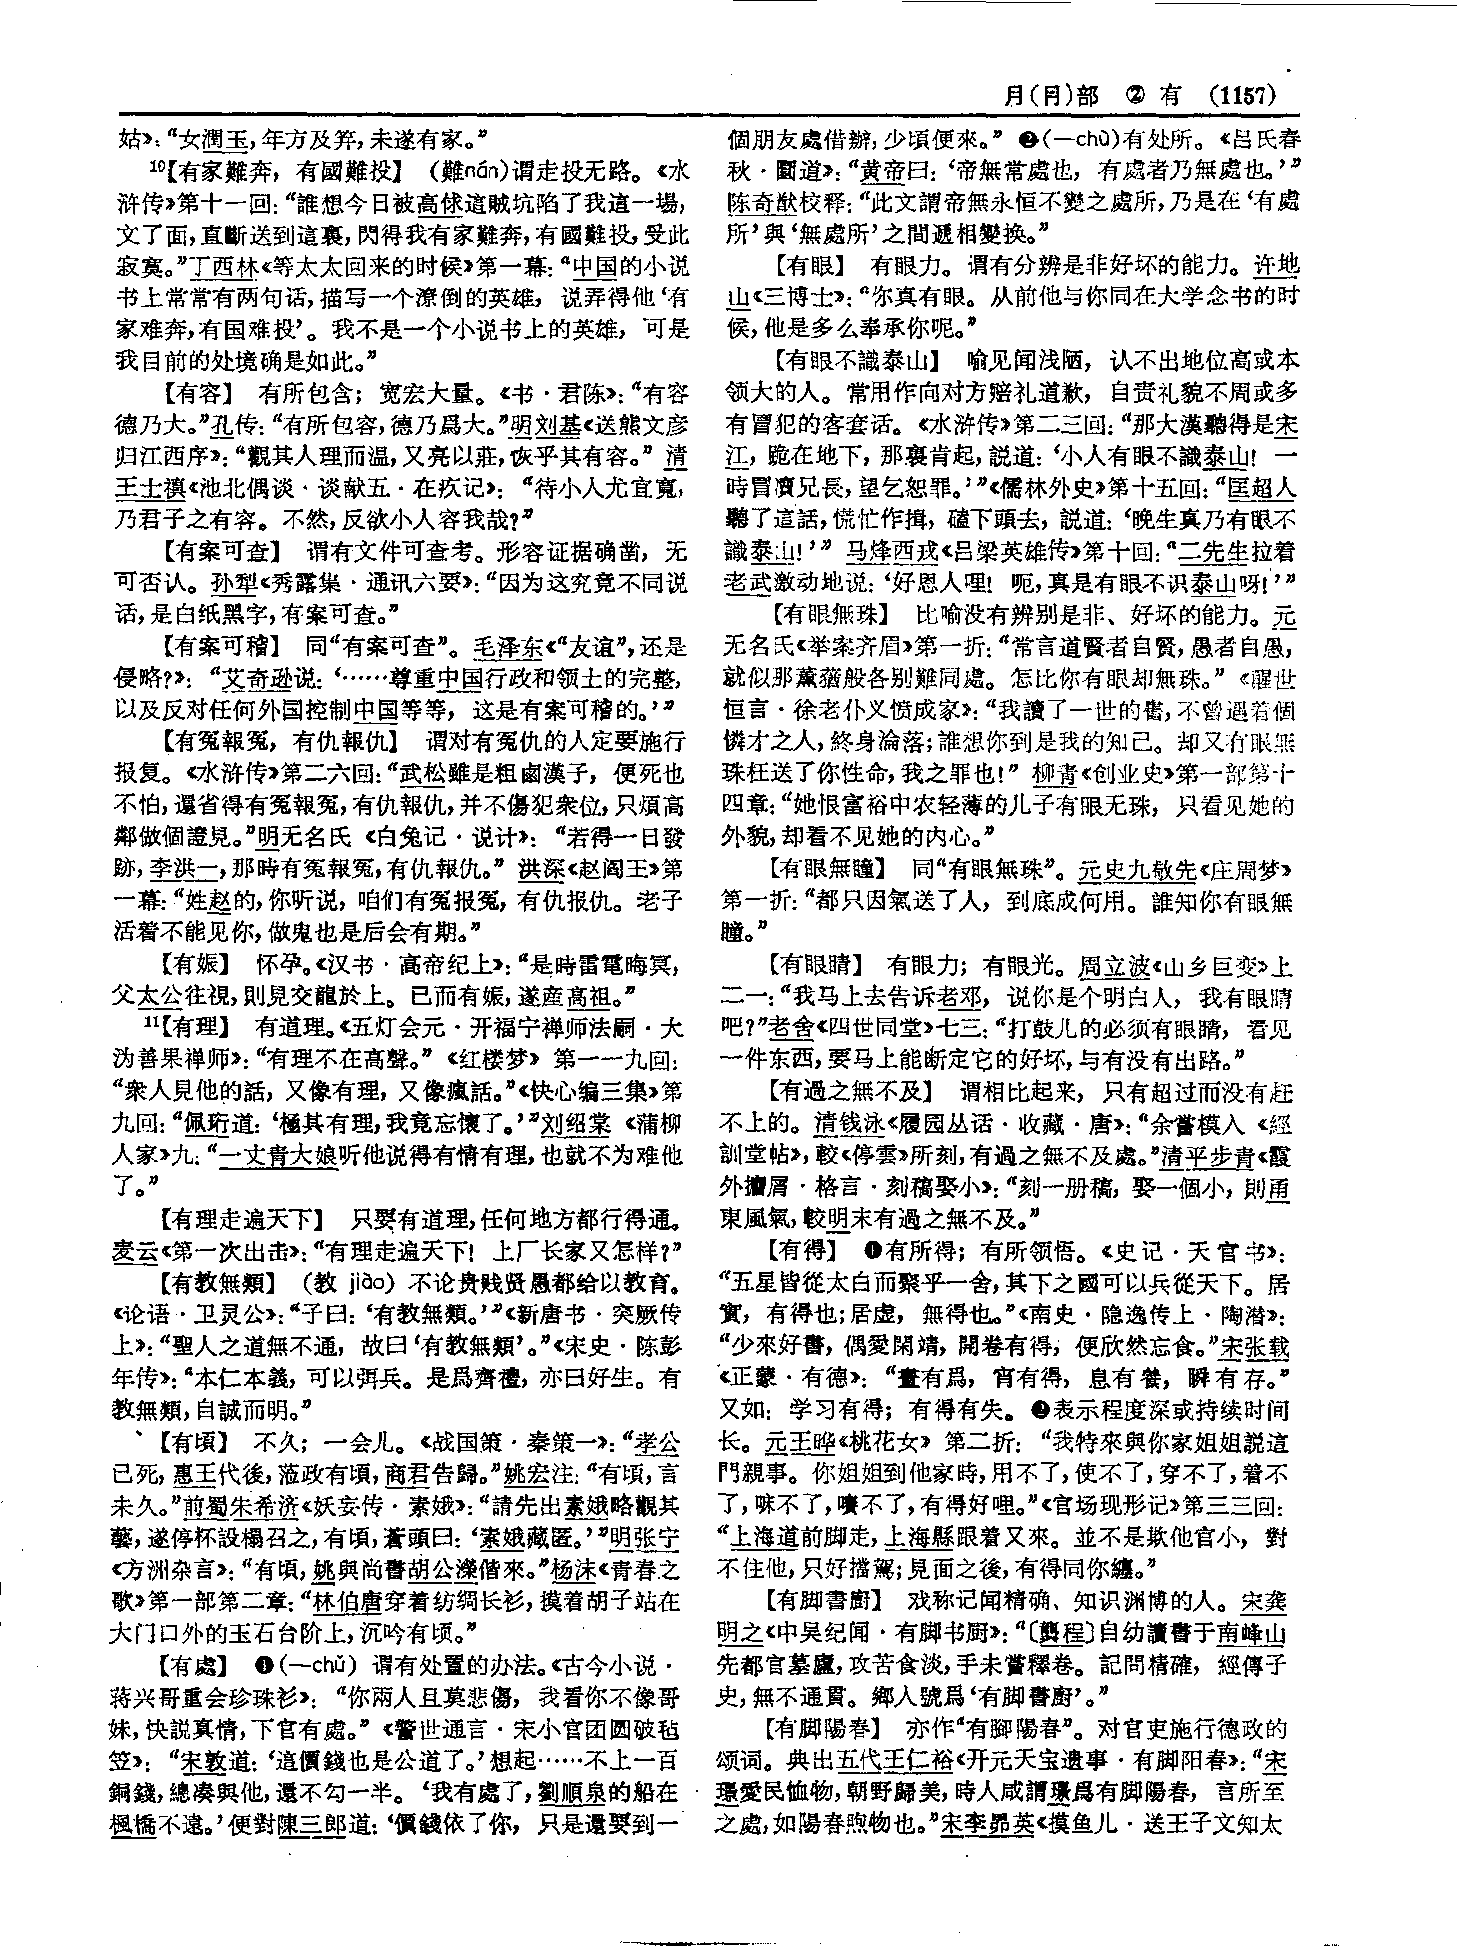 月(⺝)部　②　有　(1157)
姑》：“女潤玉，年方及笄，未遂有家。”
10【有家難奔，有國難投】　(難nán)谓走投无路。《水
浒传》第十一回：“誰想今日被高俅這賊坑陷了我這一場，
文了面，直斷送到這裏，閃得我有家難奔，有國難投，受此
寂寞。”丁西林《等太太回来的时候》第一幕：“中国的小说
书上常常有两句话，描写一个潦倒的英雄，说弄得他‘有
家难奔，有国难投’。我不是一个小说书上的英雄，可是
我目前的处境确是如此。”
【有容】　有所包含；宽宏大量。《书·君陈》：“有容
德乃大。”孔传：“有所包容，德乃爲大。”明刘基《送熊文彦
归江西序》：“觀其人理而温，又亮以莊，恢乎其有容。”清
王士禛《池北偶谈·谈献五·在疚记》：“待小人尤宜寬，
乃君子之有容。不然，反欲小人容我哉？”
【有案可查】　谓有文件可查考。形容证据确凿，无
可否认。孙犁《秀露集·通讯六要》：“因为这究竟不同说
话，是白纸黑字，有案可查。”
【有案可稽】　同“有案可查”。毛泽东《“友谊”，还是
侵略？》：“艾奇逊说：‘……尊重中国行政和领土的完整，
以及反对任何外国控制中国等等，这是有案可稽的。’”
【有冤報冤，有仇報仇】　谓对有冤仇的人定要施行
报复。《水浒传》第二六回：“武松雖是粗鹵漢子，便死也
不怕，還省得有冤報冤，有仇報仇，并不傷犯衆位，只煩高
鄰做個證見。”明无名氏《白兔记·说计》：“若得一日發
跡，李洪一，那時有冤報冤，有仇報仇。”洪深《赵阎王》第
一幕：“姓赵的，你听说，咱们有冤报冤，有仇报仇。老子
活着不能见你，做鬼也是后会有期。”
【有娠】　怀孕。《汉书·高帝纪上》：“是時雷電晦冥，
父太公往視，則見交龍於上。已而有娠，遂産高祖。”
11【有理】　有道理。《五灯会元·开福宁禅师法嗣·大
沩善果禅师》：“有理不在高聲。”《红楼梦》第一一九回：
“衆人見他的話，又像有理，又像瘋話。”《快心编三集》第
九回：“佩珩道：‘極其有理，我竟忘懷了。’”刘绍棠《蒲柳
人家》九：“一丈青大娘听他说得有情有理，也就不为难他
了。”
【有理走遍天下】　只要有道理，任何地方都行得通。
麦云《第一次出击》：“有理走遍天下！上厂长家又怎样？”
【有教無類】　(教 jiào) 不论贵贱贤愚都给以教育。
《论语·卫灵公》：“子曰：‘有教無類。’”《新唐书·突厥传
上》：“聖人之道無不通，故曰‘有教無類’。”《宋史·陈彭
年传》：“本仁本義，可以弭兵。是爲齊禮，亦曰好生。有
教無類，自誠而明。”
【有頃】　不久；一会儿。《战国策·秦策一》：“孝公
已死，惠王代後，涖政有頃，商君告歸。”姚宏注：“有頃，言
未久。”前蜀朱希济《妖妄传·素娥》：“請先出素娥略觀其
藝，遂停杯設榻召之，有頃，蒼頭曰：‘素娥藏匿。’”明张宁
《方洲杂言》：“有頃，姚與尚書胡公濙偕來。”杨沫《青春之
歌》第一部第二章：“林伯唐穿着纺绸长衫，摸着胡子站在
大门口外的玉石台阶上，沉吟有顷。”
【有處】　❶(—chǔ) 谓有处置的办法。《古今小说·
蒋兴哥重会珍珠衫》：“你兩人且莫悲傷，我看你不像哥
妹，快説真情，下官有處。”《警世通言·宋小官团圆破毡
笠》：“宋敦道：‘這價錢也是公道了。’想起……不上一百
銅錢，總湊與他，還不勾一半。‘我有處了，劉順泉的船在
楓橋不遠。’便對陳三郎道：‘價錢依了你，只是還要到一
個朋友處借辦，少頃便來。”❷(—chù)有处所。《吕氏春
秋·圜道》：“黄帝曰：‘帝無常處也，有處者乃無處也。’”
陈奇猷校释：“此文謂帝無永恒不變之處所，乃是在‘有處
所’與‘無處所’之間遞相變换。”
【有眼】　有眼力。谓有分辨是非好坏的能力。许地
山《三博士》：“你真有眼。从前他与你同在大学念书的时
候，他是多么奉承你呢。”
【有眼不識泰山】　喻见闻浅陋，认不出地位高或本
领大的人。常用作向对方赔礼道歉，自责礼貌不周或多
有冒犯的客套话。《水浒传》第二三回：“那大漢聽得是宋
江，跪在地下，那裏肯起，説道：‘小人有眼不識泰山！一
時冒瀆兄長，望乞恕罪。’”《儒林外史》第十五回：“匡超人
聽了這話，慌忙作揖，磕下頭去，説道：‘晚生真乃有眼不
識泰山！’”马烽西戎《吕梁英雄传》第十回：“二先生拉着
老武激动地说：‘好恩人哩！呃，真是有眼不识泰山呀！’”
【有眼無珠】　比喻没有辨别是非、好坏的能力。元
无名氏《举案齐眉》第一折：“常言道賢者自賢，愚者自愚，
就似那薰蕕般各别難同處。怎比你有眼却無珠。”《醒世
恒言·徐老仆义愤成家》：“我讀了一世的書，不曾遇着個
憐才之人，終身淪落；誰想你到是我的知己。却又有眼無
珠枉送了你性命，我之罪也！”柳青《创业史》第一部第十
四章：“她恨富裕中农轻薄的儿子有眼无珠，只看见她的
外貌，却看不见她的内心。”
【有眼無瞳】　同“有眼無珠”。元史九敬先《庄周梦》
第一折：“都只因氣送了人，到底成何用。誰知你有眼無
瞳。”
【有眼睛】　有眼力；有眼光。周立波《山乡巨变》上
二一：“我马上去告诉老邓，说你是个明白人，我有眼睛
吧？”老舍《四世同堂》七三：“打鼓儿的必须有眼睛，看见
一件东西，要马上能断定它的好坏，与有没有出路。”
【有過之無不及】　谓相比起来，只有超过而没有赶
不上的。清钱泳《履园丛话·收藏·唐》：“余嘗模入《經
訓堂帖》，較《停雲》所刻，有過之無不及處。”清平步青《霞
外攟屑·格言·刻稿娶小》：“刻一册稿，娶一個小，則甬
東風氣，較明末有過之無不及。”
【有得】　❶有所得；有所领悟。《史记·天官书》：
“五星皆從太白而聚乎一舍，其下之國可以兵從天下。居
實，有得也；居虚，無得也。”《南史·隐逸传上·陶潜》：
“少來好書，偶愛閑靖，開卷有得，便欣然忘食。”宋张载
《正蒙·有德》：“晝有爲，宵有得，息有養，瞬有存。”
又如：学习有得；有得有失。❷表示程度深或持续时间
长。元王晔《桃花女》第二折：“我特來與你家姐姐説這
門親事。你姐姐到他家時，用不了，使不了，穿不了，着不
了，㗖不了，嚽不了，有得好哩。”《官场现形记》第三三回：
“上海道前脚走，上海縣跟着又來。並不是欺他官小，對
不住他，只好擋駕；見面之後，有得同你纏。”
【有脚書廚】　戏称记闻精确、知识渊博的人。宋龚
明之《中吴纪闻·有脚书厨》：“〔龔程〕自幼讀書于南峰山
先都官墓廬，攻苦食淡，手未嘗釋卷。記問精確，經傳子
史，無不通貫。鄉人號爲‘有脚書廚’。”
【有脚陽春】　亦作“有腳陽春”。对官吏施行德政的
颂词。典出五代王仁裕《开元天宝遗事·有脚阳春》：“宋
璟愛民恤物，朝野歸美，時人咸謂璟爲有脚陽春，言所至
之處，如陽春煦物也。”宋李昴英《摸鱼儿·送王子文知太